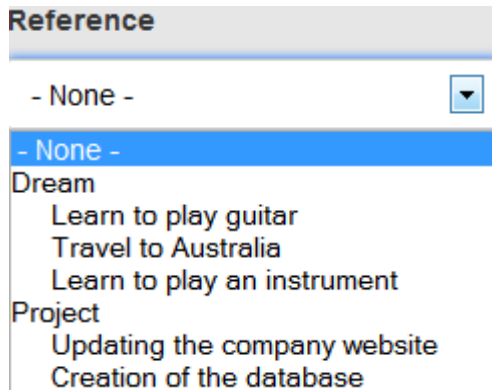 Reference
- None -
- None -
Dream
Learn to play guitar
Travel to Australia
Learn to play an instrument
Project
Updating the company website
Creation of the database